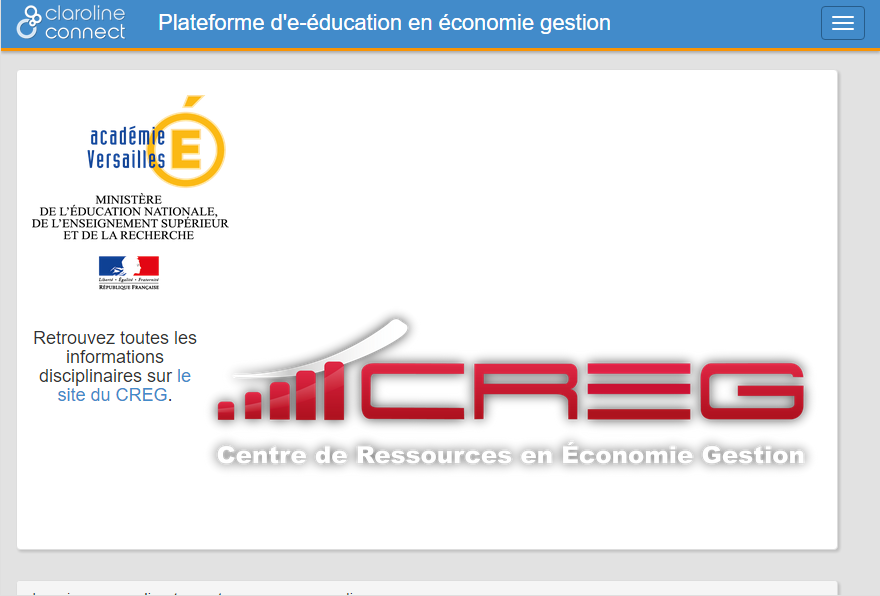 claroline
connect
Plateforme d'e-éducation en économie gestion
académie
Versailles
É
MINISTÈRE
DE L'ÉDUCATION NATIONALE,
DE L'ENSEIGNEMENT SUPÉRIEUR
ET DE LA RECHERCHE
Liberté • Égalité • Fraternité
RÉPUBLIQUE FRANÇAISE
Retrouvez toutes les
informations
disciplinaires sur le
site du CREG.
CREG
Centre de Ressources en Économie Gestion